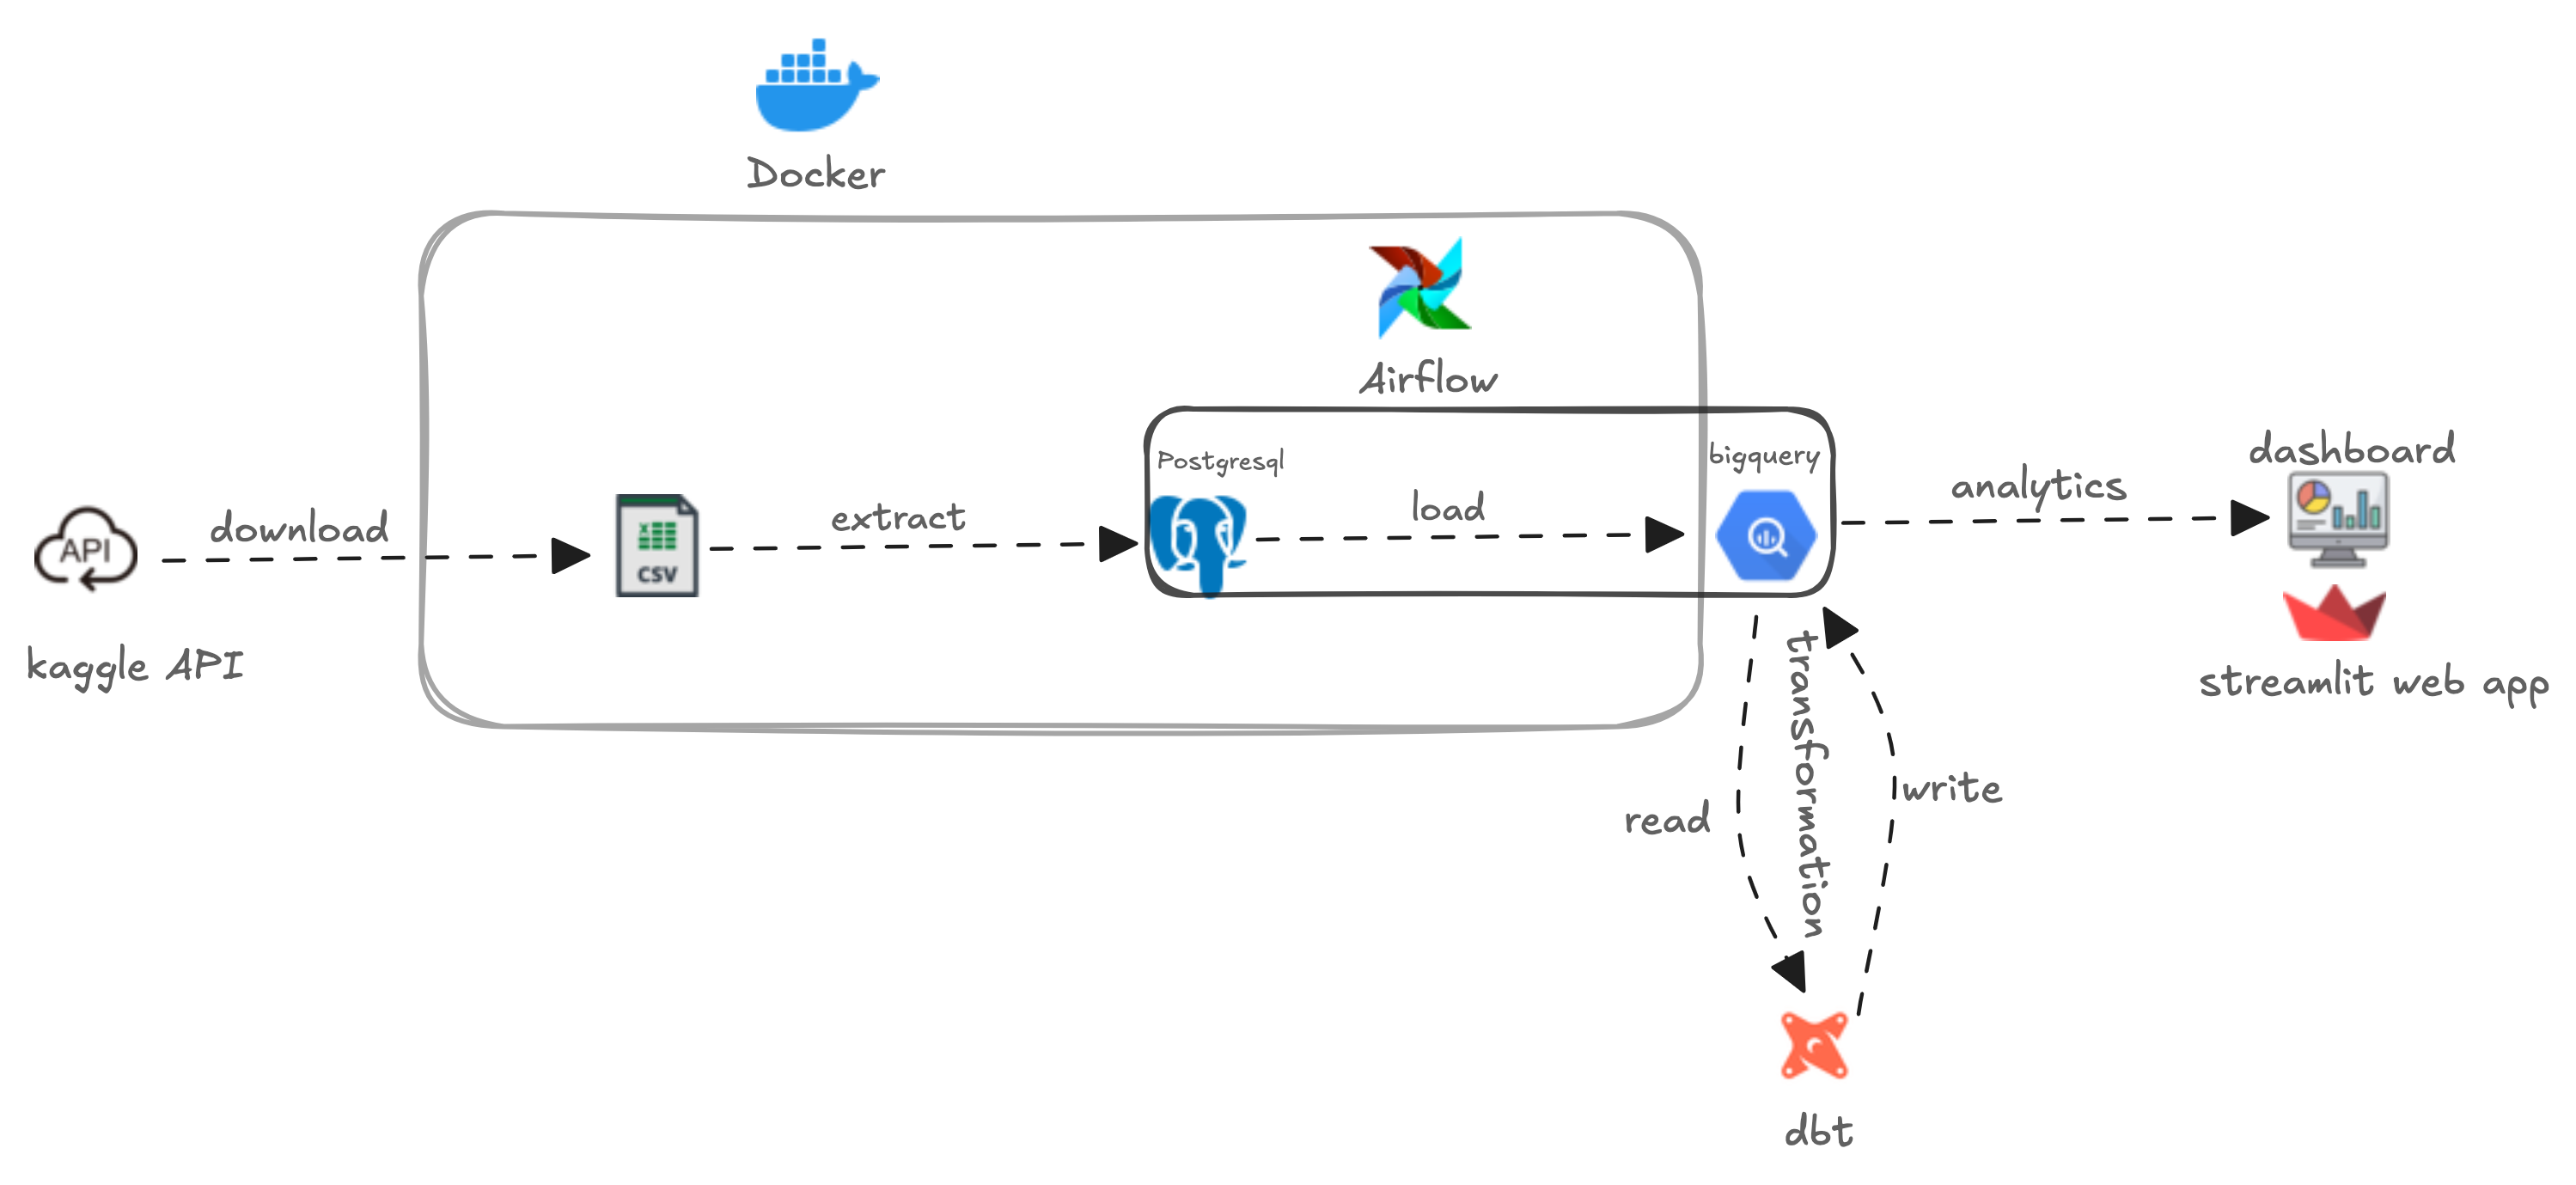 Docker
Airflow
Postgresql
bigquery
dashboard
download
extract
load
analytics
API
CSV
kaggle API
streamlit web app
transformation
read
write
dbt